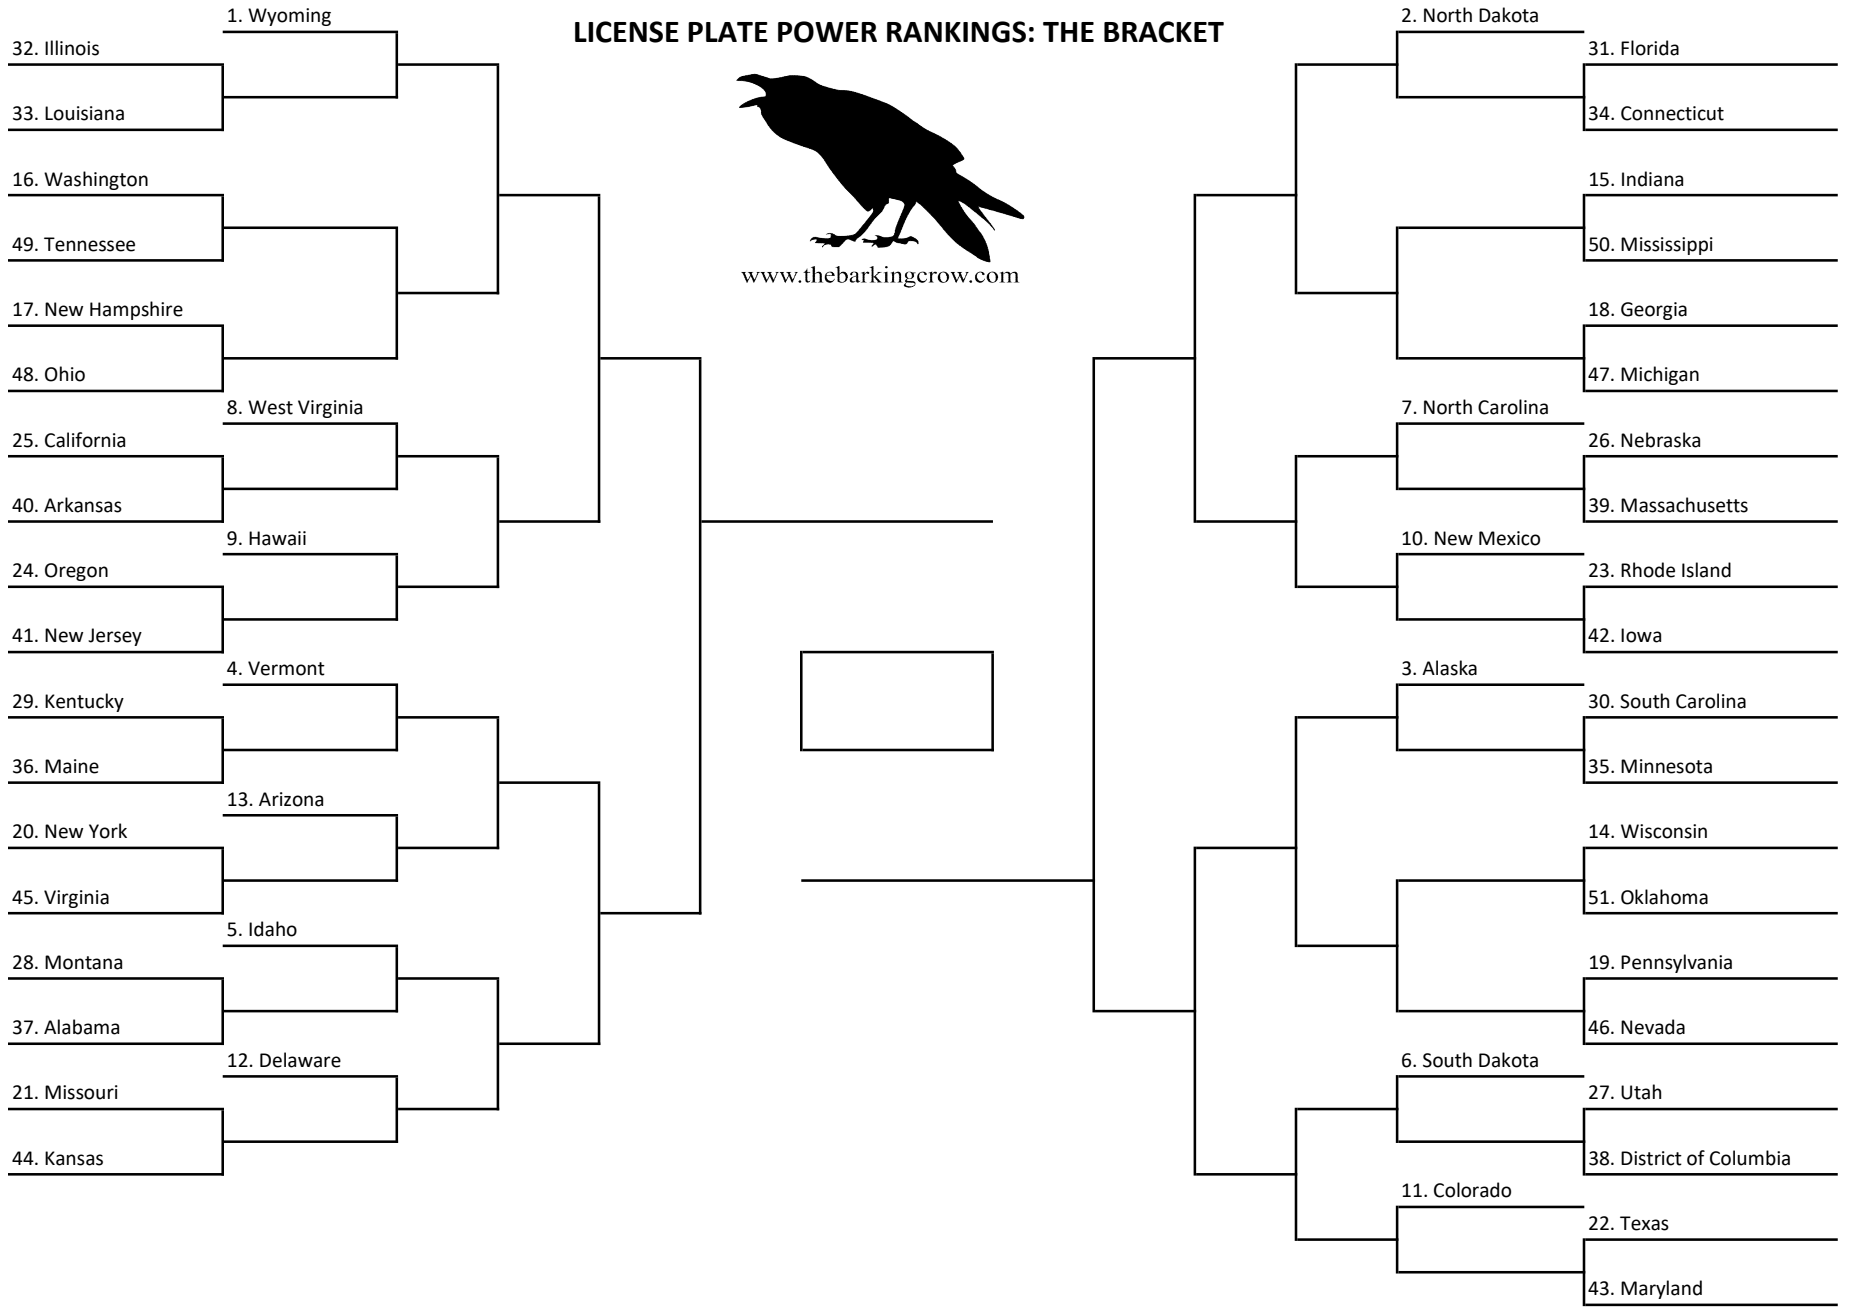 LICENSE PLATE POWER RANKINGS: THE BRACKET
www.thebarkingcrow.com
1. Wyoming
32. Illinois
33. Louisiana
16. Washington
49. Tennessee
17. New Hampshire
48. Ohio
8. West Virginia
25. California
40. Arkansas
9. Hawaii
24. Oregon
41. New Jersey
4. Vermont
29. Kentucky
36. Maine
13. Arizona
20. New York
45. Virginia
5. Idaho
28. Montana
37. Alabama
12. Delaware
21. Missouri
44. Kansas
2. North Dakota
31. Florida
34. Connecticut
15. Indiana
50. Mississippi
18. Georgia
47. Michigan
7. North Carolina
26. Nebraska
39. Massachusetts
10. New Mexico
23. Rhode Island
42. Iowa
3. Alaska
30. South Carolina
35. Minnesota
14. Wisconsin
51. Oklahoma
19. Pennsylvania
46. Nevada
6. South Dakota
27. Utah
38. District of Columbia
11. Colorado
22. Texas
43. Maryland